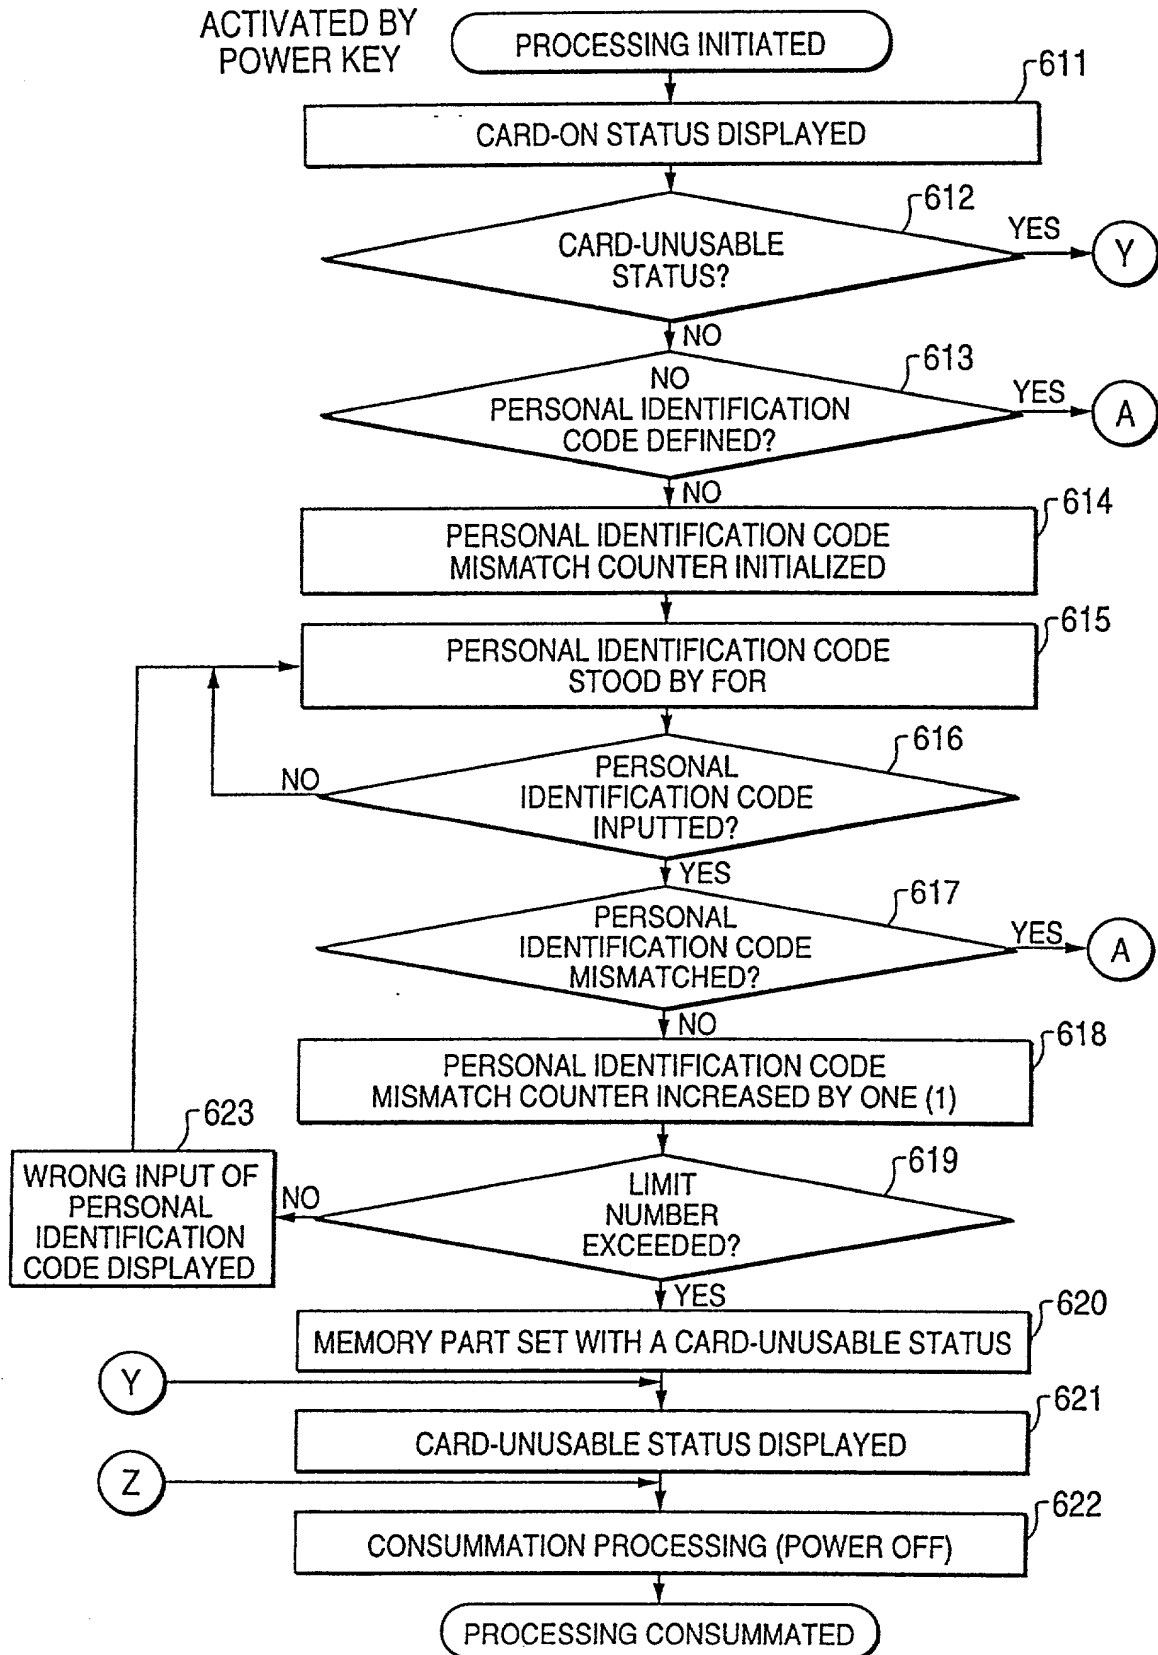 ACTIVATED BY
POWER KEY
PROCESSING INITIATED
611
CARD-ON STATUS DISPLAYED
612
CARD-UNUSABLE
STATUS?
YES
Y
NO
613
NO
PERSONAL IDENTIFICATION
CODE DEFINED?
YES
A
NO
614
PERSONAL IDENTIFICATION CODE
MISMATCH COUNTER INITIALIZED
615
PERSONAL IDENTIFICATION CODE
STOOD BY FOR
616
PERSONAL
IDENTIFICATION CODE
INPUTTED?
NO
YES
617
PERSONAL
IDENTIFICATION CODE
MISMATCHED?
YES
A
NO
618
PERSONAL IDENTIFICATION CODE
MISMATCH COUNTER INCREASED BY ONE (1)
623
WRONG INPUT OF
PERSONAL
IDENTIFICATION
CODE DISPLAYED
NO
619
LIMIT
NUMBER
EXCEEDED?
YES
620
MEMORY PART SET WITH A CARD-UNUSABLE STATUS
Y
621
CARD-UNUSABLE STATUS DISPLAYED
Z
622
CONSUMMATION PROCESSING (POWER OFF)
PROCESSING CONSUMMATED